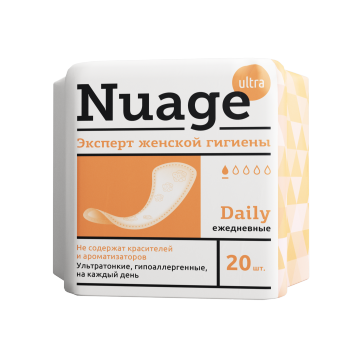 Nuage
ultra
Эксперт женской гигиены
Daily
ежедневные
Не содержат красителей
и ароматизаторов
Ультратонкие, гипоаллергенные,
на каждый день
20 шт.